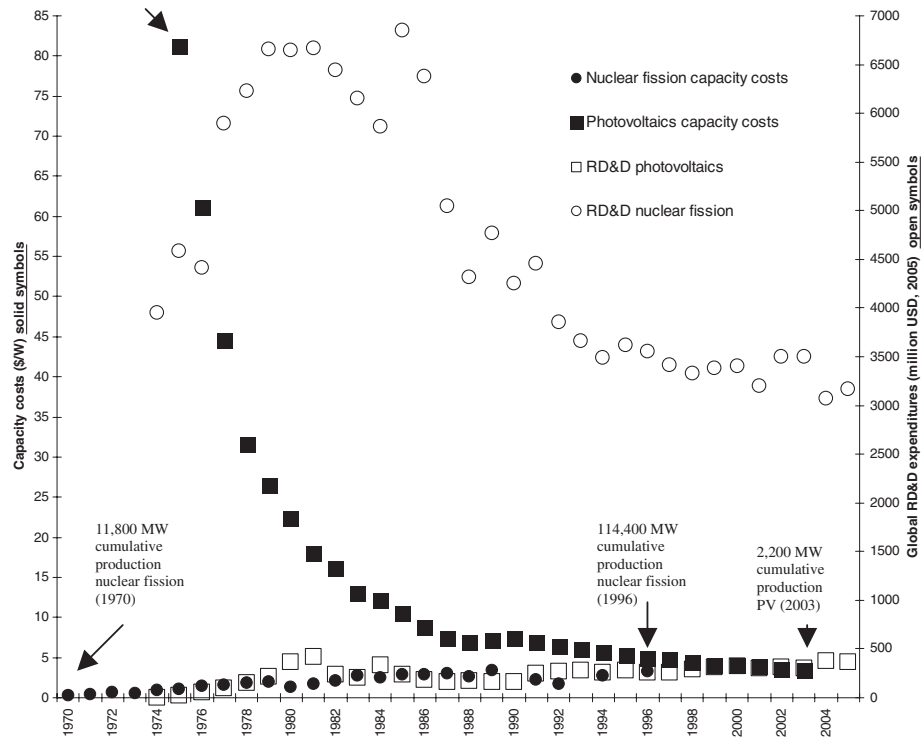 85
80
75
70
65
60
55
50
45
40
35
30
25
20
15
10
5
0
Capacity costs ($/W) solid symbols
7000
6500
6000
5500
5000
4500
4000
3500
3000
2500
2000
1500
1000
500
0
Global RD&D expenditures (million USD, 2005) open symbols
Nuclear fission capacity costs
Photovoltaics capacity costs
RD&D photovoltaics
RD&D nuclear fission
11,800 MW
cumulative
production
nuclear fission
(1970)
114,400 MW
cumulative
production
nuclear fission
(1996)
2,200 MW
cumulative
production
PV (2003)
1970
1972
1974
1976
1978
1980
1982
1984
1986
1988
1990
1992
1994
1996
1998
2000
2002
2004